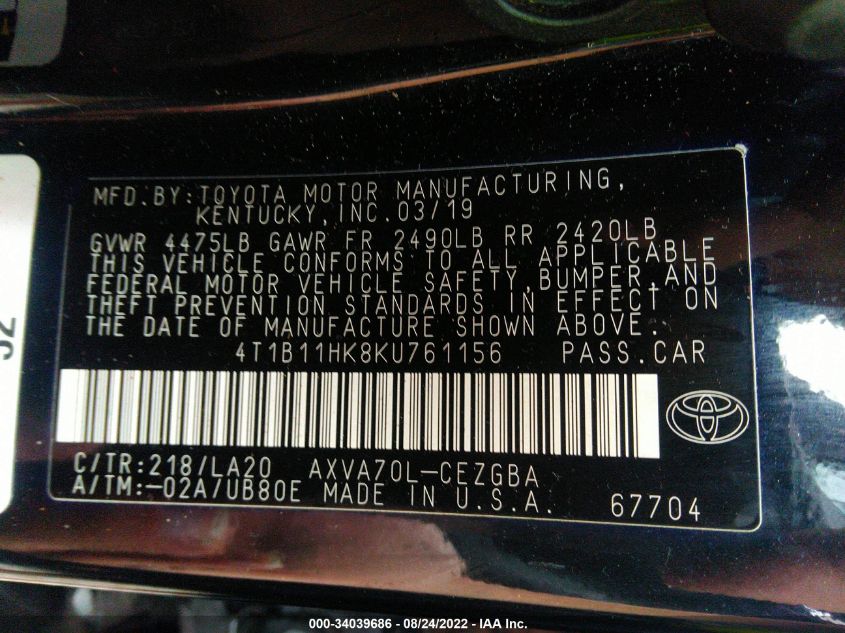 MFD.BY:TOYOTA MOTOR MANUFACTURING,
KENTUCKY, INC.03/19
GVWR 4475LB GAWR FR 2490LB RR 2420LB
THIS VEHICLE CONFORMS TO ALL APPLICABLE
FEDERAL MOTOR VEHICLE SAFETY,BUMPER,AND
THEFT PREVENTION STANDARDS IN EFFECT ON
THE DATE OF MANUFACTURE SHOWN ABOVE.
4T1B11HK8KU761156 PASS.CAR
C/TR:218/LA20 AXVA70L-CEZGBA
A/TM:-02A/UB80E MADE IN U.S.A. 67704
000-34039686 - 08/24/2022 - IAA Inc.